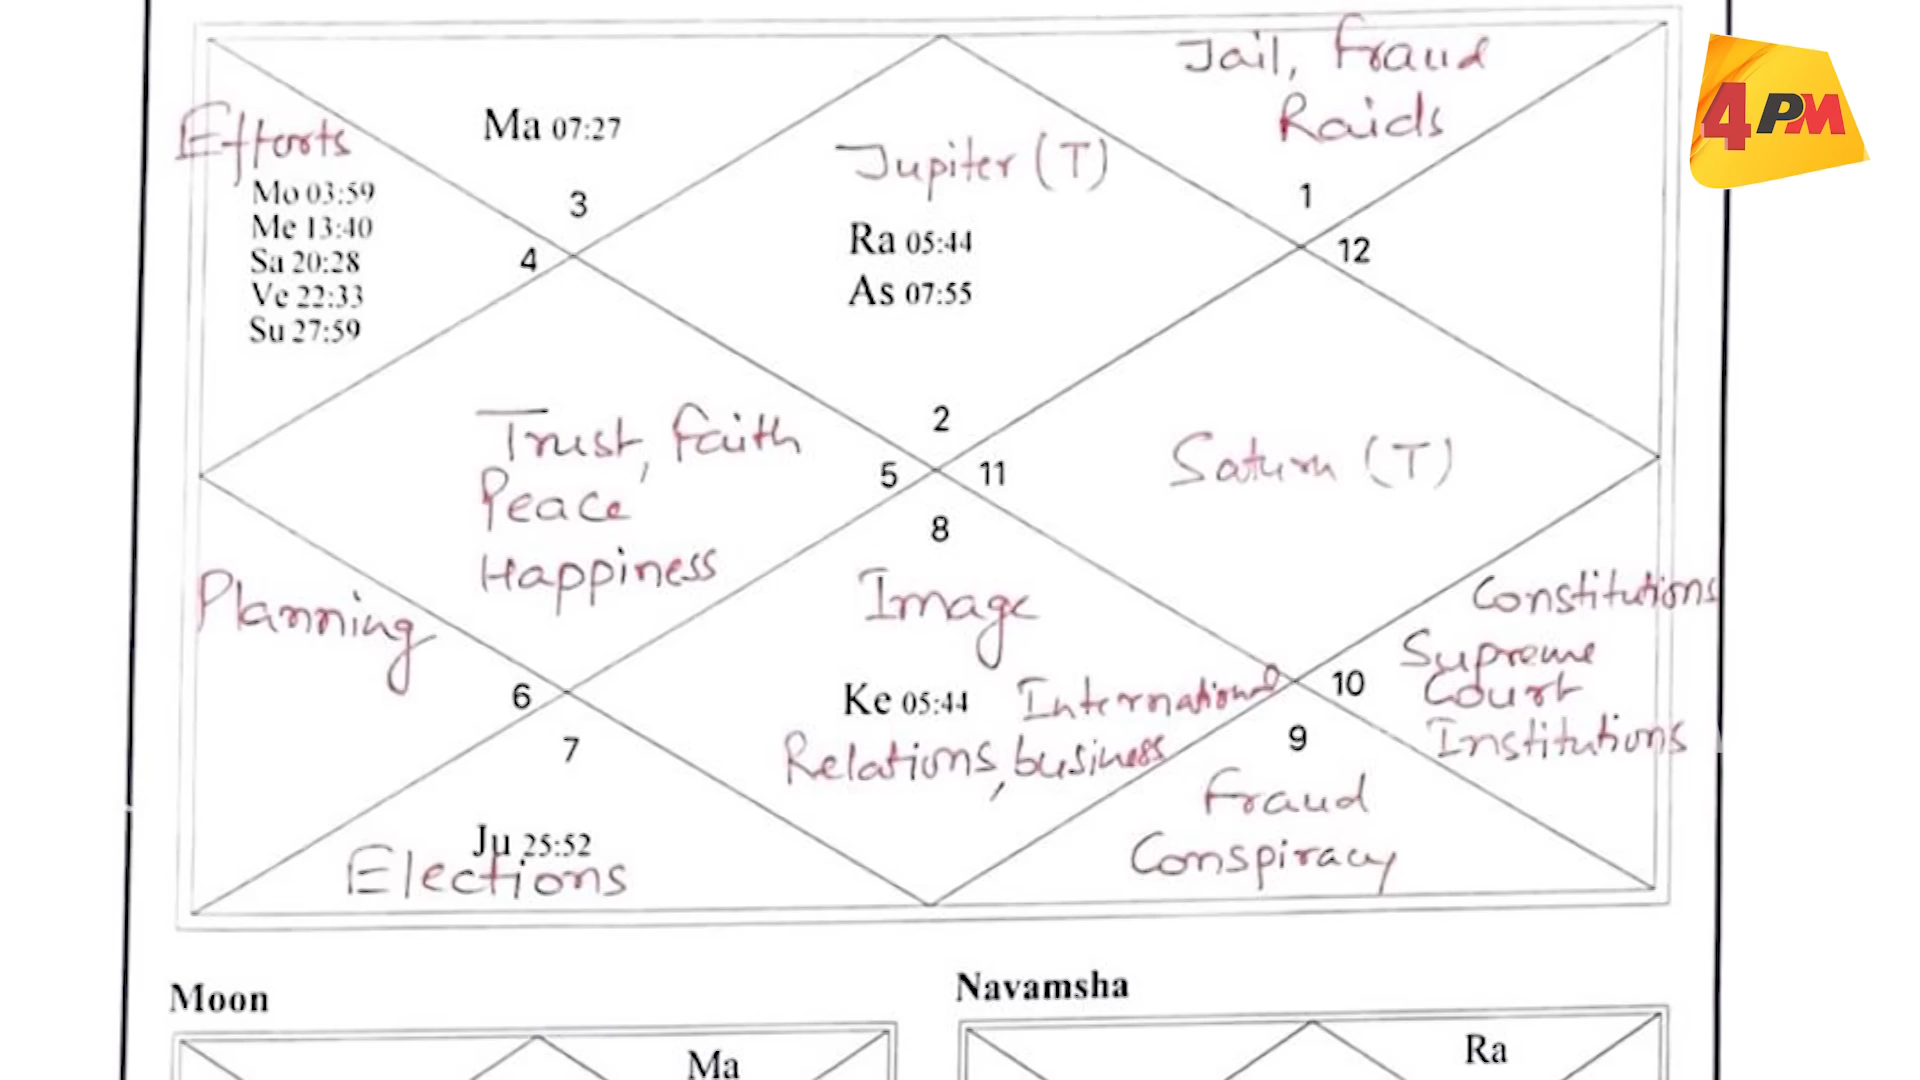 Jail, Fraud
Raids
4PM
Efforts
Ma 07:27
Jupiter (T)
Mo 03:59
Me 13:40
Sa 20:28
Ve 22:33
Su 27:59
3
4
Ra 05:44
As 07:55
1
12
2
5
11
8
Trust, Faith
Peace
Happiness
Saturn (T)
Planning
Image
Ke 05:44
International
Relations, business
6
7
10
9
Constitutions
Supreme
Court
Institutions
Fraud
Conspiracy
Ju 25:52
Elections
Moon
Navamsha
Ma
Ra